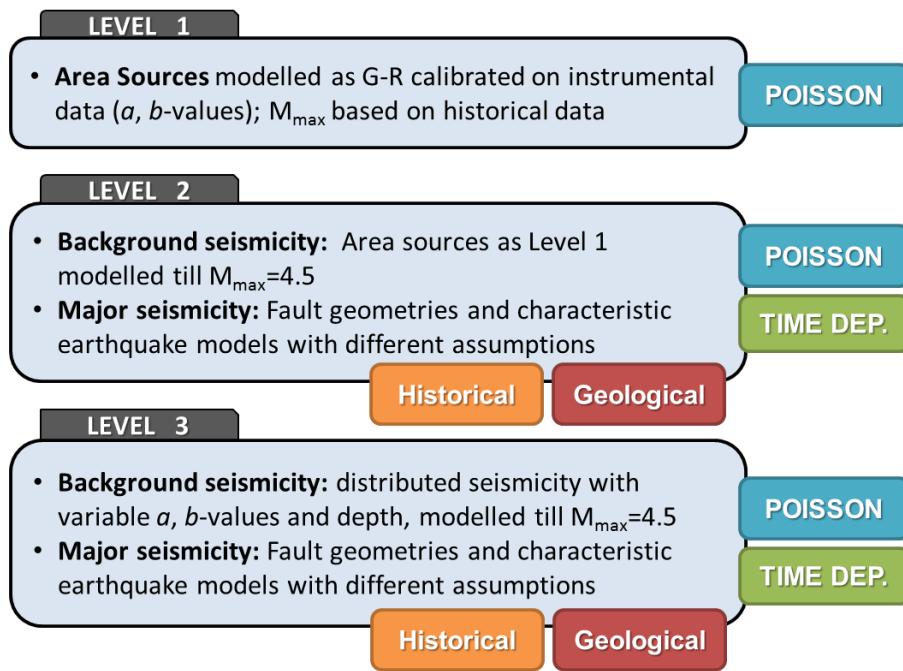 LEVEL 1
• Area Sources modelled as G-R calibrated on instrumental
data (a, b-values); Mmax based on historical data
POISSON
LEVEL 2
• Background seismicity: Area sources as Level 1
modelled till Mmax=4.5
• Major seismicity: Fault geometries and characteristic
earthquake models with different assumptions
POISSON
TIME DEP.
Historical
Geological
LEVEL 3
• Background seismicity: distributed seismicity with
variable a, b-values and depth, modelled till Mmax=4.5
• Major seismicity: Fault geometries and characteristic
earthquake models with different assumptions
POISSON
TIME DEP.
Historical
Geological